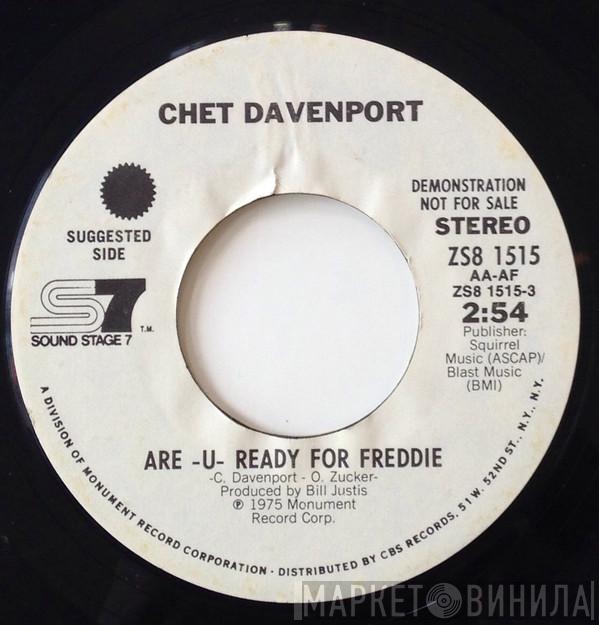 CHET DAVENPORT
SUGGESTED
SIDE
S7
T.M.
SOUND STAGE 7
DEMONSTRATION
NOT FOR SALE
STEREO
ZS8 1515
AA-AF
ZS8 1515-3
2:54
Publisher:
Squirrel
Music (ASCAP)/
Blast Music
(BMI)
ARE -U- READY FOR FREDDIE
-C. Davenport - O. Zucker-
Produced by Bill Justis
℗ 1975 Monument
Record Corp.
A DIVISION OF MONUMENT RECORD CORPORATION - DISTRIBUTED BY CBS RECORDS, 51 W. 52ND ST., N.Y., N.Y.
МАРКЕТ ВИНИЛА